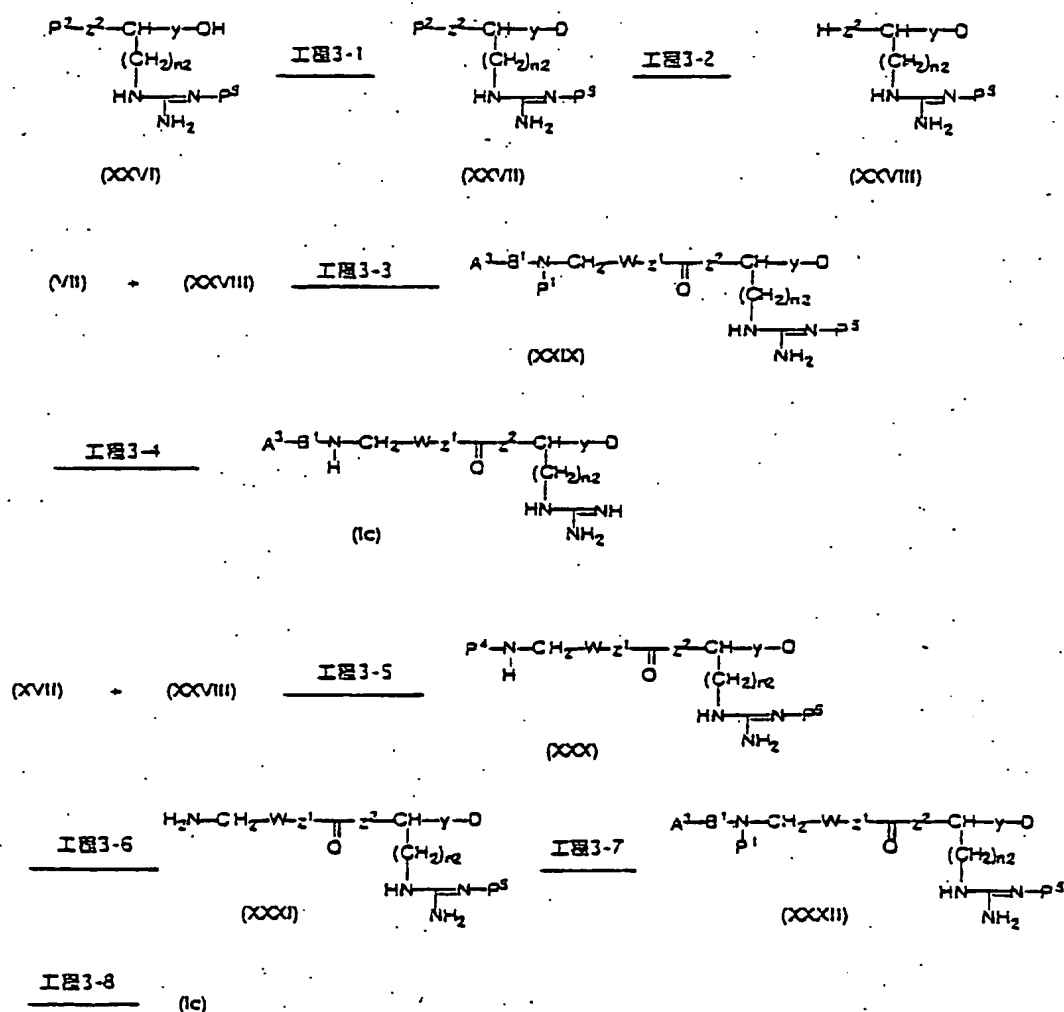 P²-z²-CH-y-OH
(CH₂)n2
HN N-P⁵
NH₂
(XXVI)
工程3-1
P²-z²-CH-y-D
(CH₂)n2
HN N-P⁵
NH₂
(XXVII)
工程3-2
H-z²-CH-y-D
(CH₂)n2
HN N-P⁵
NH₂
(XXVIII)
(VII) + (XXVIII)
工程3-3
A³-B¹-N-CH₂-W-z¹ z²-CH-y-D
P¹ O
(CH₂)n2
HN N-P⁵
NH₂
(XXIX)
工程3-4
A³-B¹-N-CH₂-W-z¹ z²-CH-y-D
H O
(CH₂)n2
HN NH
NH₂
(Ic)
(XVII) + (XXVIII)
工程3-5
P⁴-N-CH₂-W-z¹ z²-CH-y-D
H O
(CH₂)n2
HN N-P⁵
NH₂
(XXX)
工程3-6
H₂N-CH₂-W-z¹ z²-CH-y-D
O
(CH₂)n2
HN N-P⁵
NH₂
(XXXI)
工程3-7
A³-B¹-N-CH₂-W-z¹ z²-CH-y-D
P¹ O
(CH₂)n2
HN N-P⁵
NH₂
(XXXII)
工程3-8
(Ic)